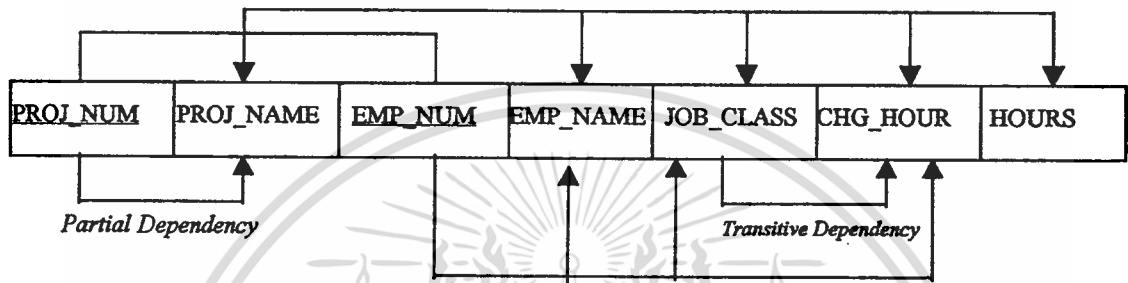 PROJ_NUM PROJ_NAME EMP_NUM EMP_NAME JOB_CLASS CHG_HOUR HOURS
Partial Dependency
Transitive Dependency